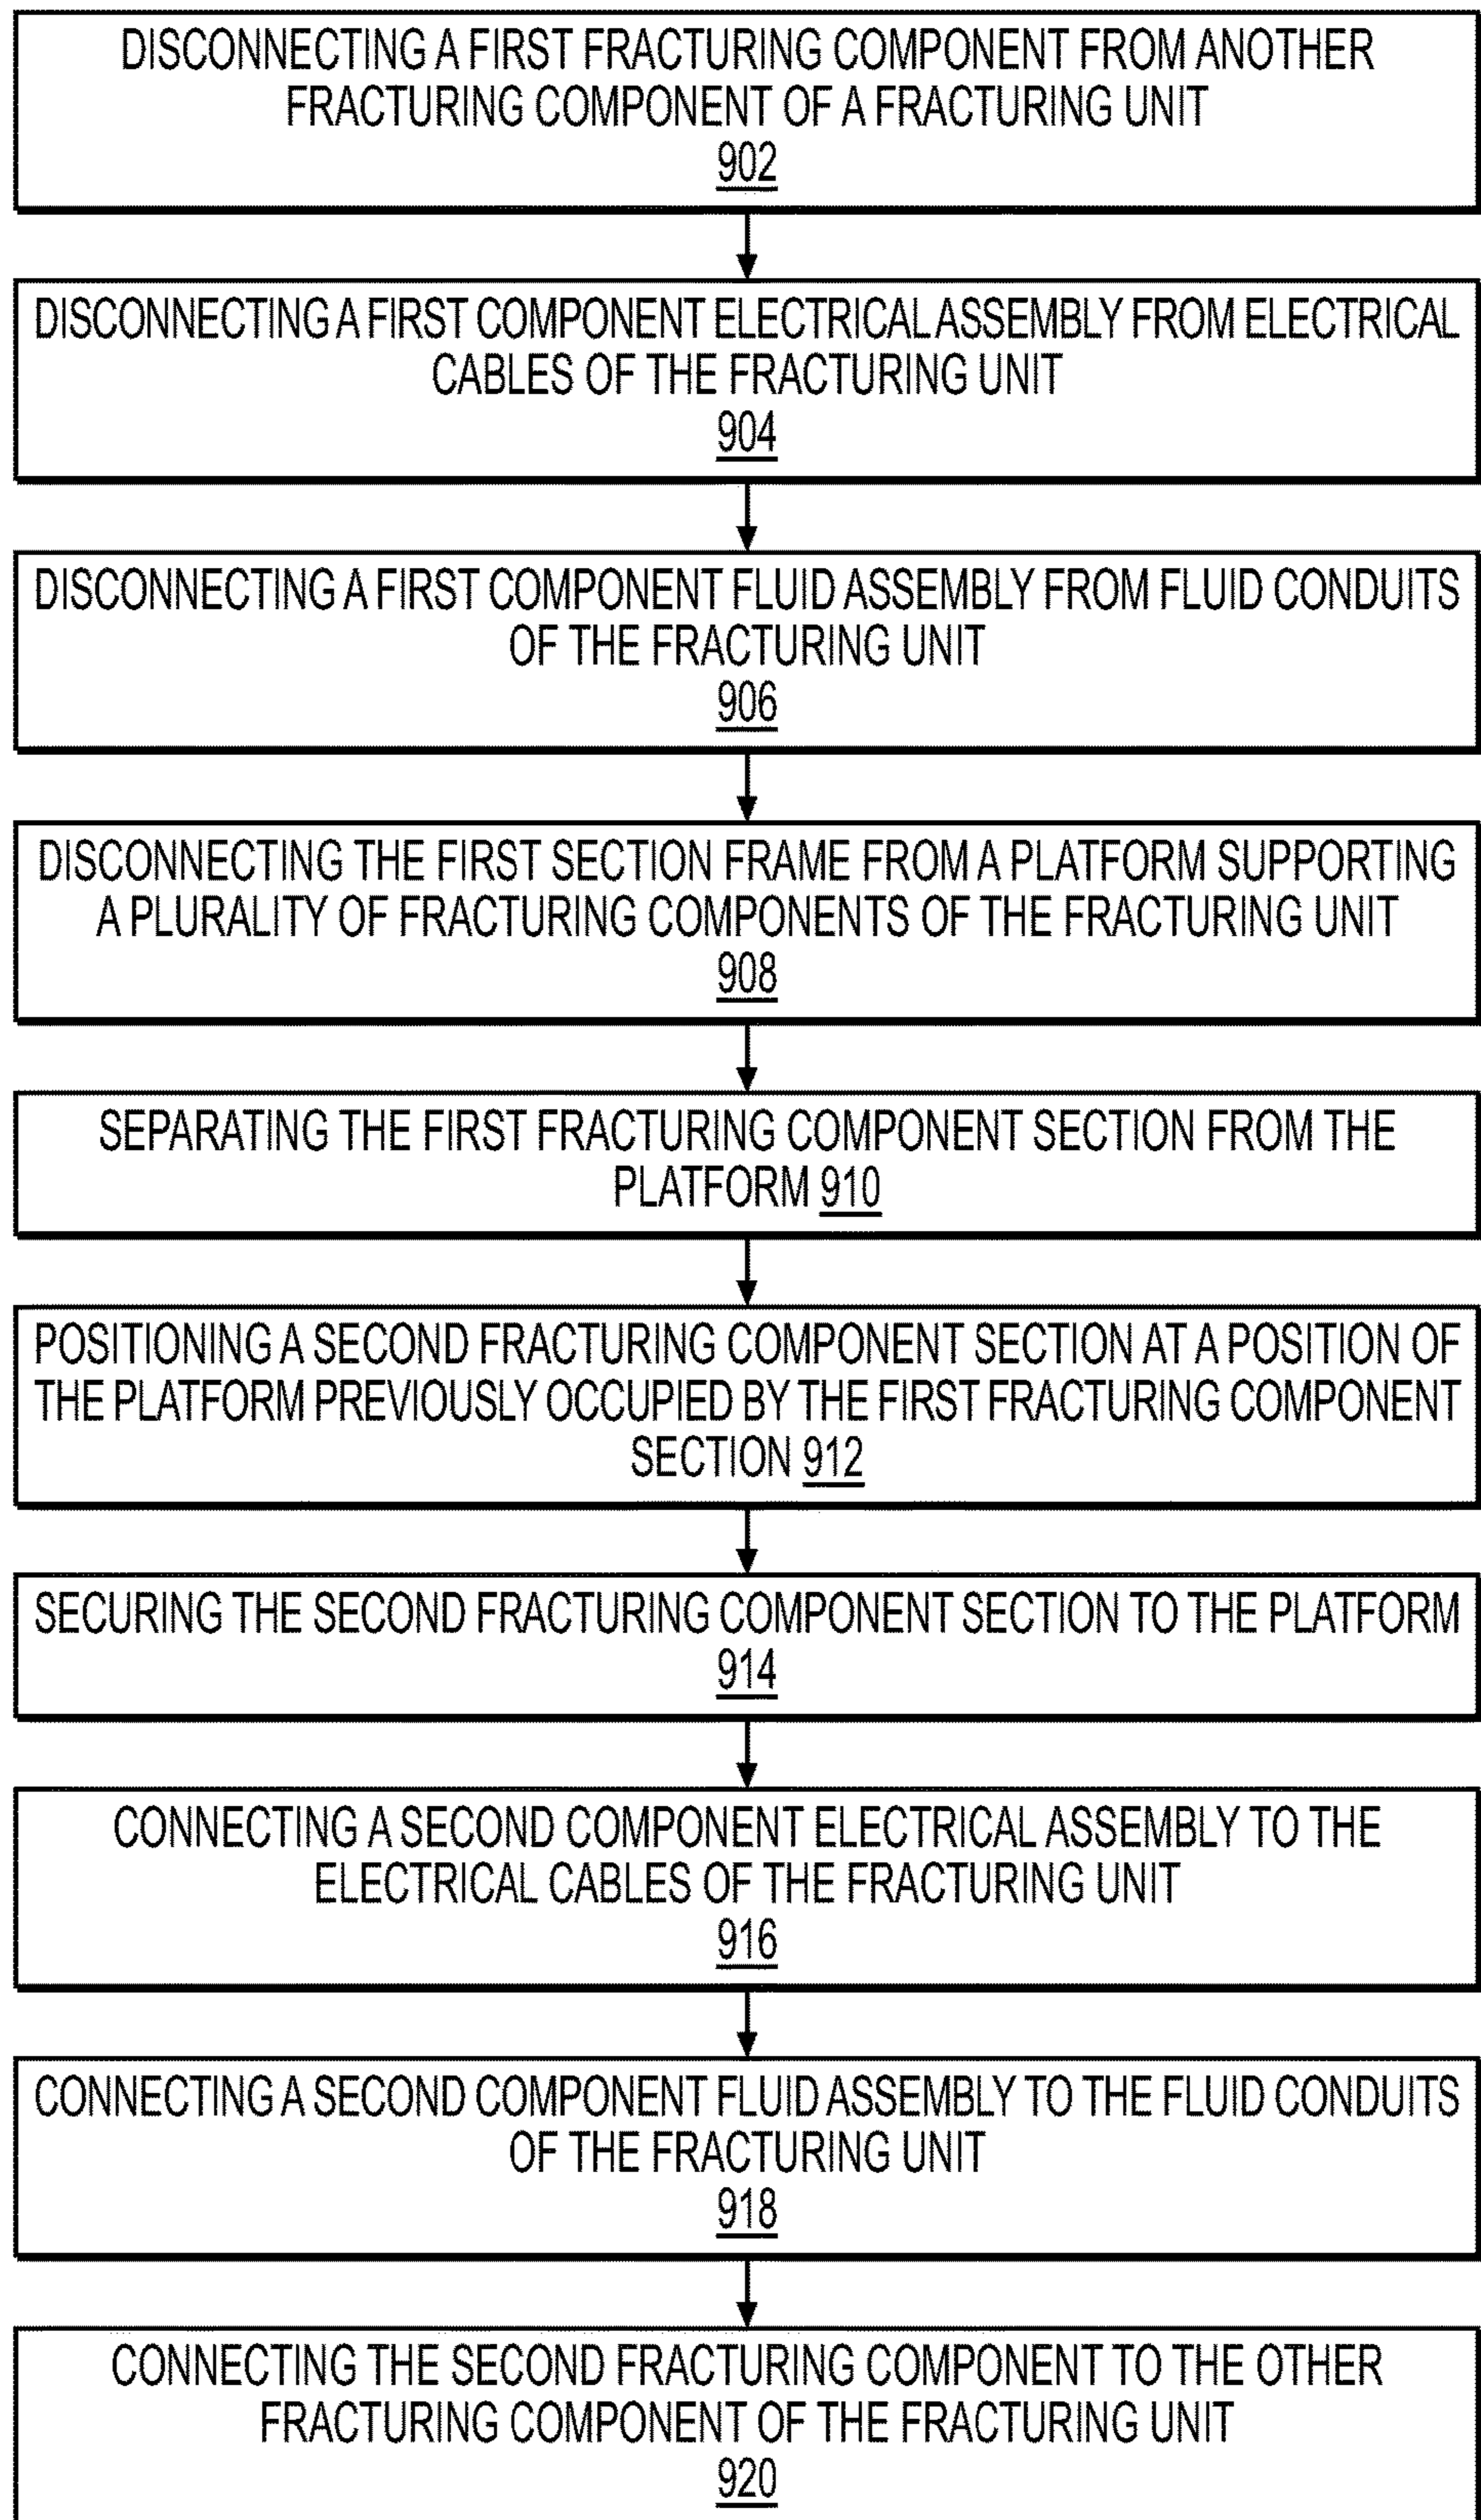 DISCONNECTING A FIRST FRACTURING COMPONENT FROM ANOTHER
FRACTURING COMPONENT OF A FRACTURING UNIT
902
DISCONNECTING A FIRST COMPONENT ELECTRICAL ASSEMBLY FROM ELECTRICAL
CABLES OF THE FRACTURING UNIT
904
DISCONNECTING A FIRST COMPONENT FLUID ASSEMBLY FROM FLUID CONDUITS
OF THE FRACTURING UNIT
906
DISCONNECTING THE FIRST SECTION FRAME FROM A PLATFORM SUPPORTING
A PLURALITY OF FRACTURING COMPONENTS OF THE FRACTURING UNIT
908
SEPARATING THE FIRST FRACTURING COMPONENT SECTION FROM THE
PLATFORM 910
POSITIONING A SECOND FRACTURING COMPONENT SECTION AT A POSITION OF
THE PLATFORM PREVIOUSLY OCCUPIED BY THE FIRST FRACTURING COMPONENT
SECTION 912
SECURING THE SECOND FRACTURING COMPONENT SECTION TO THE PLATFORM
914
CONNECTING A SECOND COMPONENT ELECTRICAL ASSEMBLY TO THE
ELECTRICAL CABLES OF THE FRACTURING UNIT
916
CONNECTING A SECOND COMPONENT FLUID ASSEMBLY TO THE FLUID CONDUITS
OF THE FRACTURING UNIT
918
CONNECTING THE SECOND FRACTURING COMPONENT TO THE OTHER
FRACTURING COMPONENT OF THE FRACTURING UNIT
920